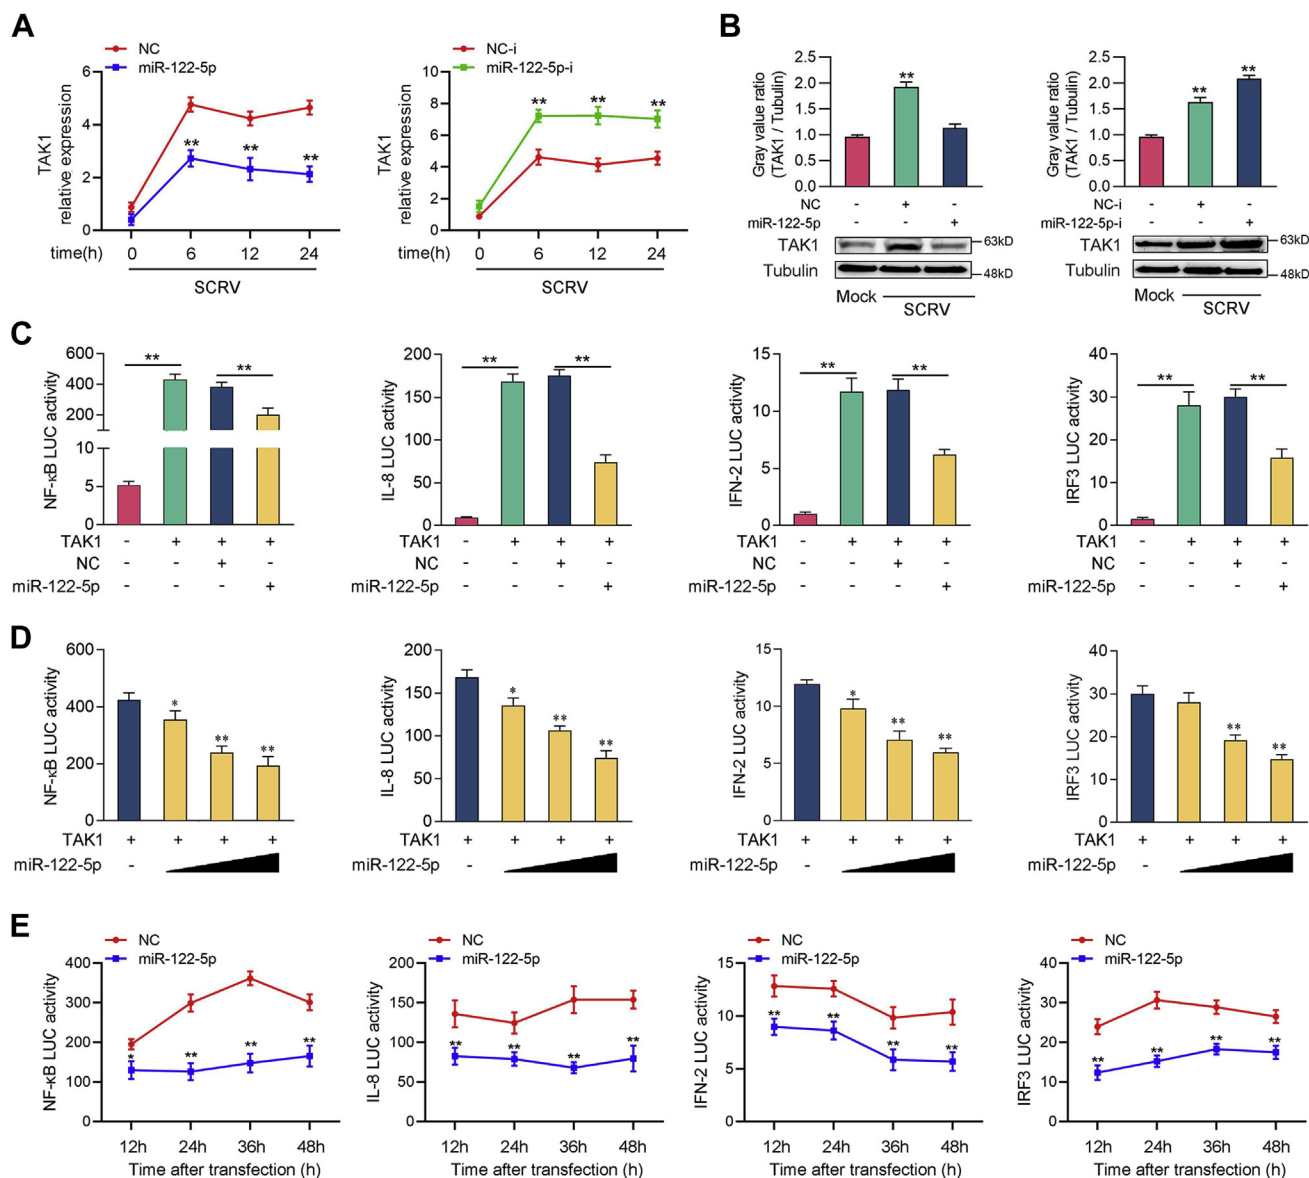 A
NC
miR-122-5p
TAK1
relative expression
6
4
2
0
** ** **
time(h) 0 6 12 24
SCRV
NC-i
miR-122-5p-i
TAK1
relative expression
10
8
6
4
2
0
** ** **
time(h) 0 6 12 24
SCRV
B
Gray value ratio
(TAK1 / Tubulin)
2.5
2.0
1.5
1.0
0.5
0.0
**
NC - + -
miR-122-5p - - +
TAK1 63kD
Tubulin 48kD
Mock SCRV
Gray value ratio
(TAK1 / Tubulin)
2.5
2.0
1.5
1.0
0.5
0.0
** **
NC-i - + -
miR-122-5p-i - - +
TAK1 63kD
Tubulin 48kD
Mock SCRV
C
NF-κB LUC activity
600
400
200
10
5
0
** **
TAK1 - + + +
NC - - + -
miR-122-5p - - - +
IL-8 LUC activity
200
150
100
50
0
** **
TAK1 - + + +
NC - - + -
miR-122-5p - - - +
IFN-2 LUC activity
15
10
5
0
** **
TAK1 - + + +
NC - - + -
miR-122-5p - - - +
IRF3 LUC activity
40
30
20
10
0
** **
TAK1 - + + +
NC - - + -
miR-122-5p - - - +
D
NF-κB LUC activity
600
400
200
0
* ** **
TAK1 + + + +
miR-122-5p -
IL-8 LUC activity
200
150
100
50
0
* ** **
TAK1 + + + +
miR-122-5p -
IFN-2 LUC activity
15
10
5
0
* ** **
TAK1 + + + +
miR-122-5p -
IRF3 LUC activity
40
30
20
10
0
** **
TAK1 + + + +
miR-122-5p -
E
NC
miR-122-5p
NF-κB LUC activity
400
300
200
100
0
* ** ** **
12h 24h 36h 48h
Time after transfection (h)
NC
miR-122-5p
IL-8 LUC activity
200
150
100
50
0
** ** ** **
12h 24h 36h 48h
Time after transfection (h)
NC
miR-122-5p
IFN-2 LUC activity
15
10
5
0
** ** ** **
12h 24h 36h 48h
Time after transfection (h)
NC
miR-122-5p
IRF3 LUC activity
40
30
20
10
0
** ** ** **
12h 24h 36h 48h
Time after transfection (h)